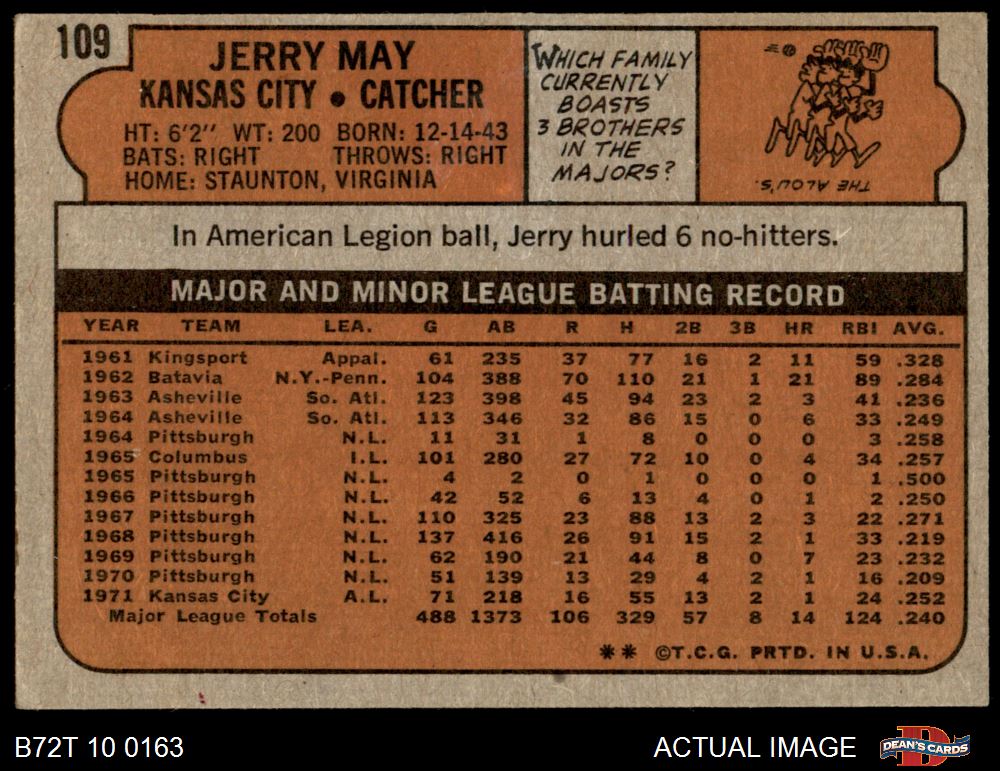 109
JERRY MAY
KANSAS CITY • CATCHER
HT: 6'2" WT: 200 BORN: 12-14-43
BATS: RIGHT THROWS: RIGHT
HOME: STAUNTON, VIRGINIA
WHICH FAMILY
CURRENTLY
BOASTS
3 BROTHERS
IN THE
MAJORS?
THE ALOU'S.
In American Legion ball, Jerry hurled 6 no-hitters.
MAJOR AND MINOR LEAGUE BATTING RECORD
YEAR TEAM LEA. G AB R H 2B 3B HR RBI AVG.
1961 Kingsport Appal. 61 235 37 77 16 2 11 59 .328
1962 Batavia N.Y.-Penn. 104 388 70 110 21 1 21 89 .284
1963 Asheville So. Atl. 123 398 45 94 23 2 3 41 .236
1964 Asheville So. Atl. 113 346 32 86 15 0 6 33 .249
1964 Pittsburgh N.L. 11 31 1 8 0 0 0 3 .258
1965 Columbus I.L. 101 280 27 72 10 0 4 34 .257
1965 Pittsburgh N.L. 4 2 0 1 0 0 0 1 .500
1966 Pittsburgh N.L. 42 52 6 13 4 0 1 2 .250
1967 Pittsburgh N.L. 110 325 23 88 13 2 3 22 .271
1968 Pittsburgh N.L. 137 416 26 91 15 2 1 33 .219
1969 Pittsburgh N.L. 62 190 21 44 8 0 7 23 .232
1970 Pittsburgh N.L. 51 139 13 29 4 2 1 16 .209
1971 Kansas City A.L. 71 218 16 55 13 2 1 24 .252
Major League Totals 488 1373 106 329 57 8 14 124 .240
** ©T.C.G. PRTD. IN U.S.A.
B72T 10 0163
ACTUAL IMAGE
DEAN'S CARDS